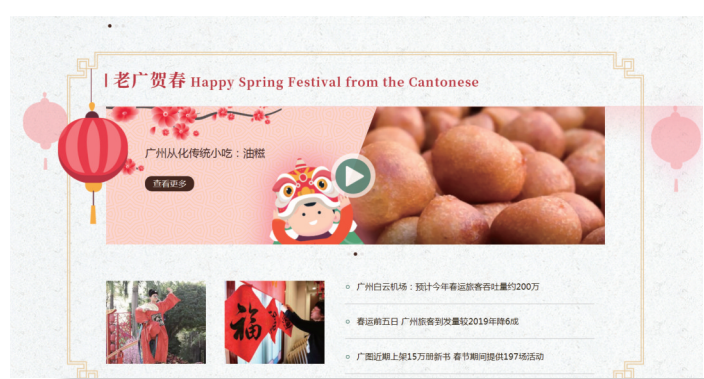 老广贺春 Happy Spring Festival from the Cantonese
广州从化传统小吃：油糍
查看更多
福
广州白云机场：预计今年春运旅客吞吐量约200万
春运前五日 广州旅客到发量较2019年降6成
广图近期上架15万册新书 春节期间提供197场活动